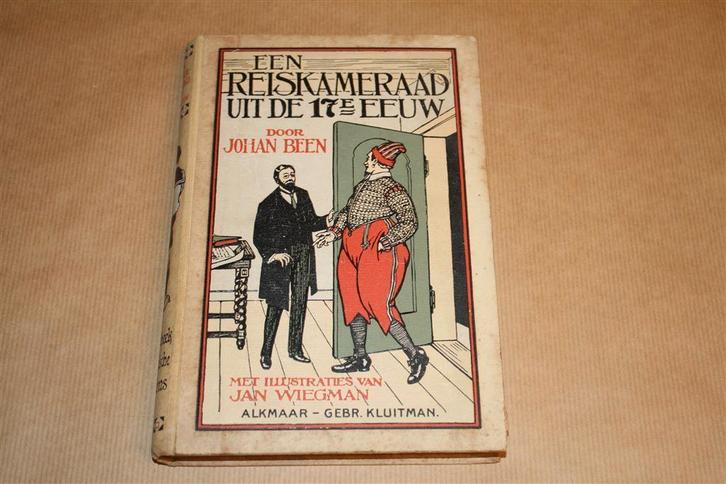 EEN
REISKAMERAAD
UIT DE 17E EEUW
DOOR
JOHAN BEEN
MET ILLUSTRATIES VAN
JAN WIEGMAN
ALKMAAR – GEBR. KLUITMAN.